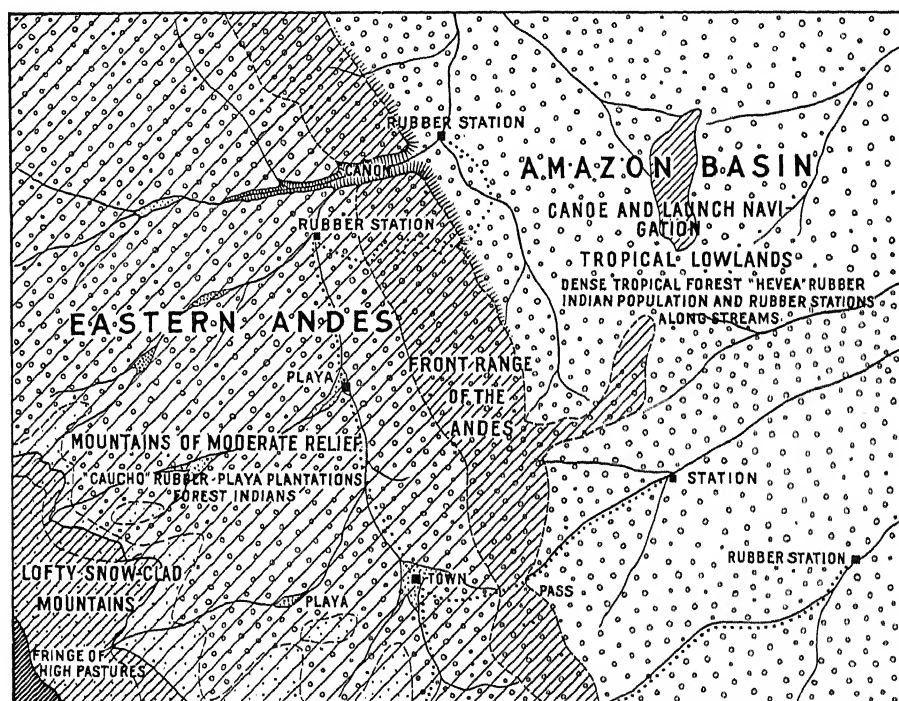 RUBBER STATION
CANON
AMAZON BASIN
CANOE AND LAUNCH NAVI-
GATION
RUBBER STATION
TROPICAL LOWLANDS
DENSE TROPICAL FOREST "HEVEA" RUBBER
INDIAN POPULATION AND RUBBER STATIONS
ALONG STREAMS
EASTERN ANDES
FRONT RANGE
OF THE
ANDES
PLAYA
MOUNTAINS OF MODERATE RELIEF
"CAUCHO" RUBBER-PLAYA PLANTATIONS
FOREST INDIANS
STATION
RUBBER STATION
LOFTY SNOW-CLAD
MOUNTAINS
TOWN
PASS
PLAYA
FRINGE OF
HIGH PASTURES